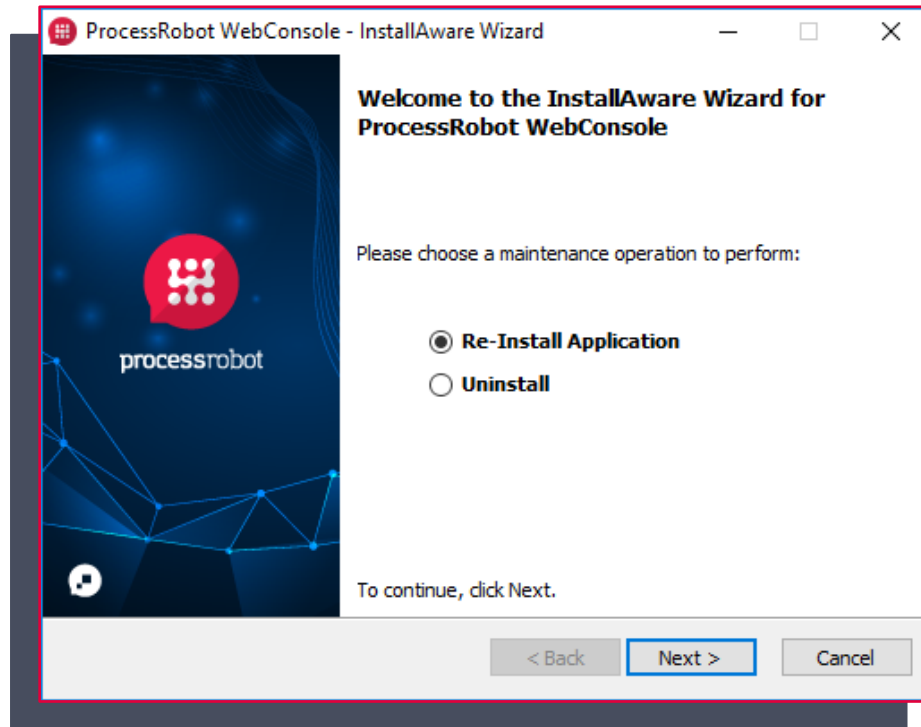 ProcessRobot WebConsole - InstallAware Wizard
Welcome to the InstallAware Wizard for
ProcessRobot WebConsole
Please choose a maintenance operation to perform:
Re-Install Application
Uninstall
processrobot
To continue, click Next.
< Back Next > Cancel